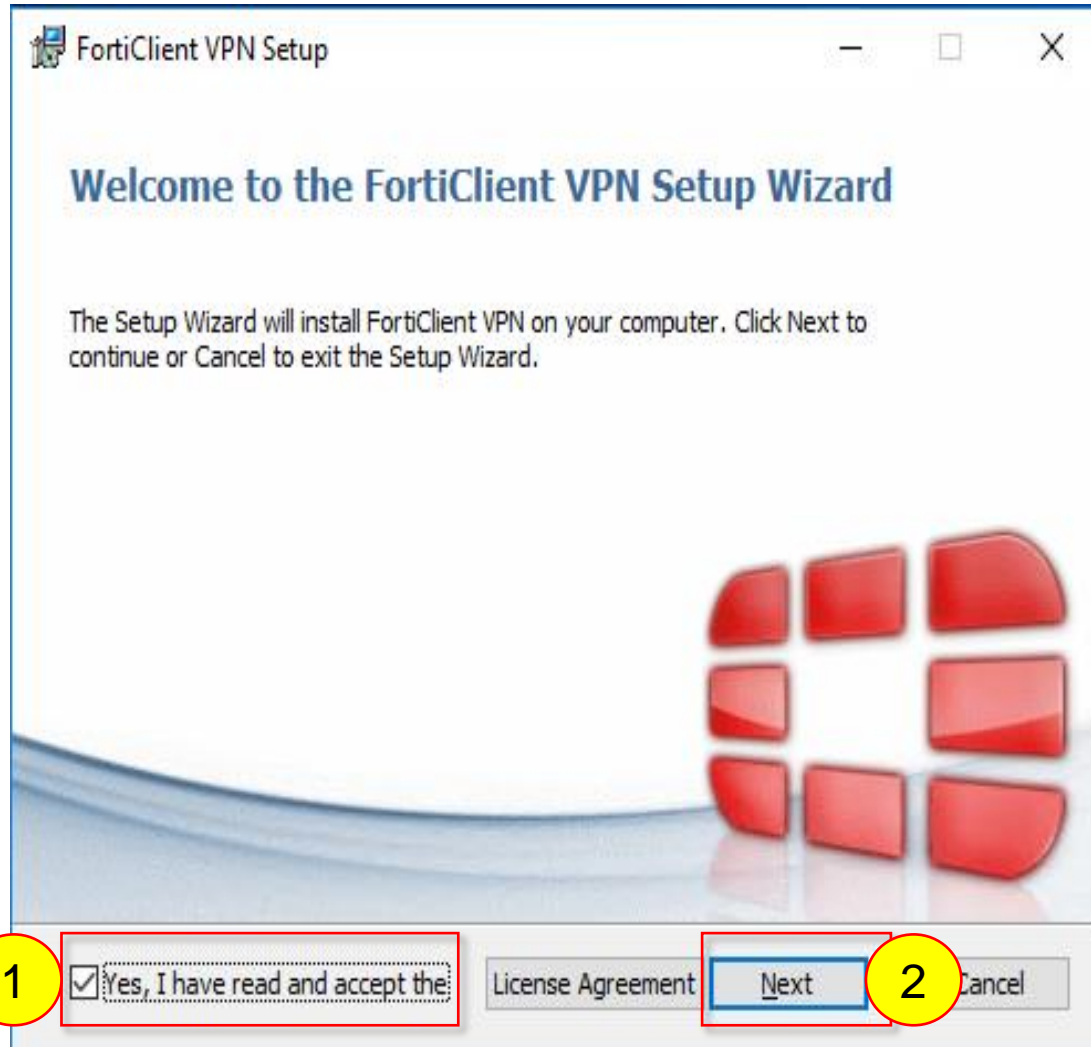 FortiClient VPN Setup
Welcome to the FortiClient VPN Setup Wizard
The Setup Wizard will install FortiClient VPN on your computer. Click Next to
continue or Cancel to exit the Setup Wizard.
1 Yes, I have read and accept the License Agreement Next 2 Cancel